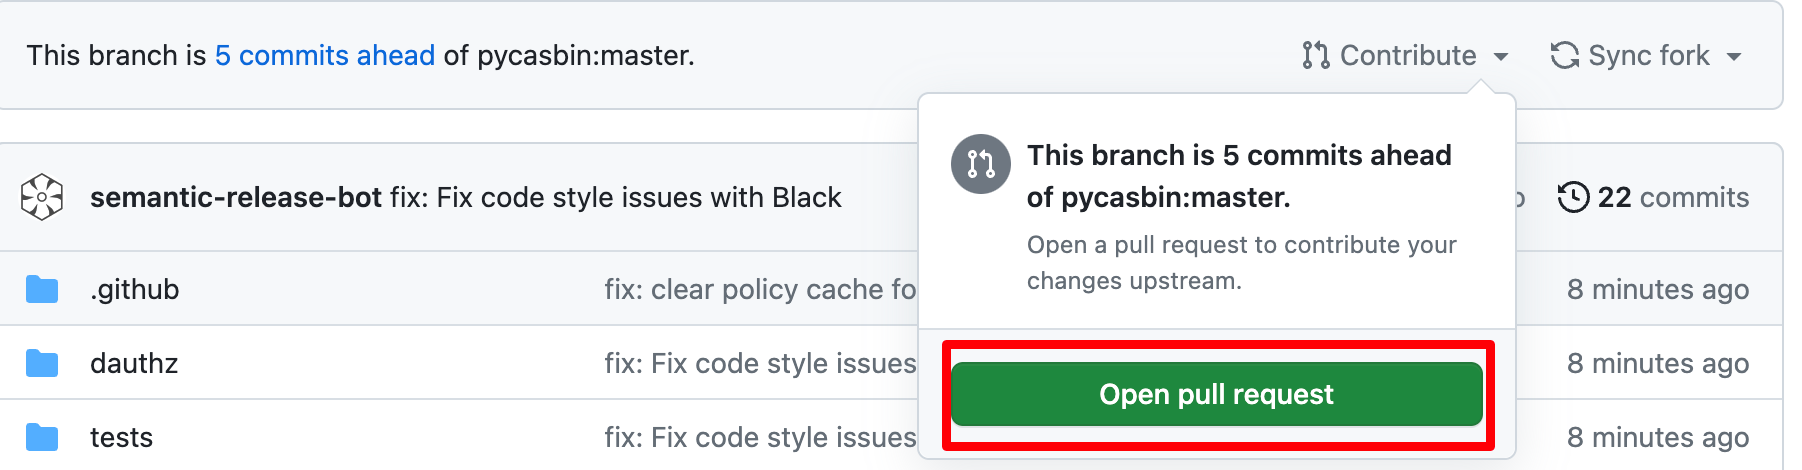 This branch is 5 commits ahead of pycasbin:master.
Contribute
Sync fork
This branch is 5 commits ahead
of pycasbin:master.
Open a pull request to contribute your
changes upstream.
Open pull request
semantic-release-bot fix: Fix code style issues with Black
22 commits
.github fix: clear policy cache fo 8 minutes ago
dauthz fix: Fix code style issues 8 minutes ago
tests fix: Fix code style issues 8 minutes ago